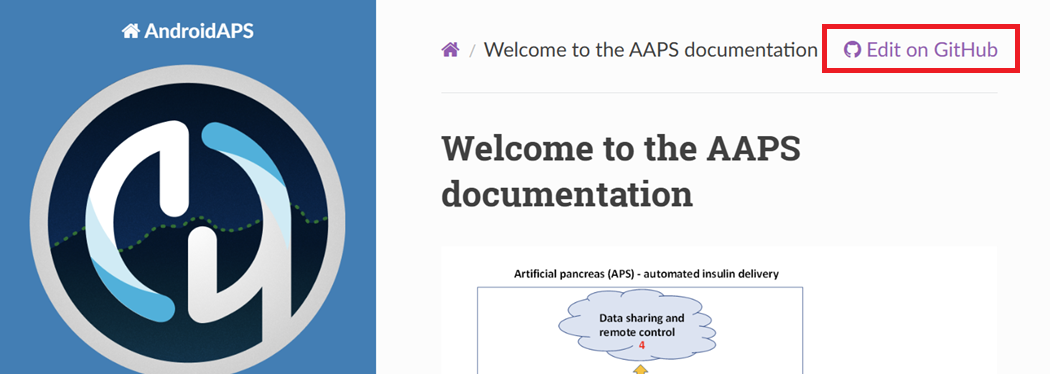 AndroidAPS
/ Welcome to the AAPS documentation
Edit on GitHub
Welcome to the AAPS
documentation
Artificial pancreas (APS) - automated insulin delivery
Data sharing and
remote control
4